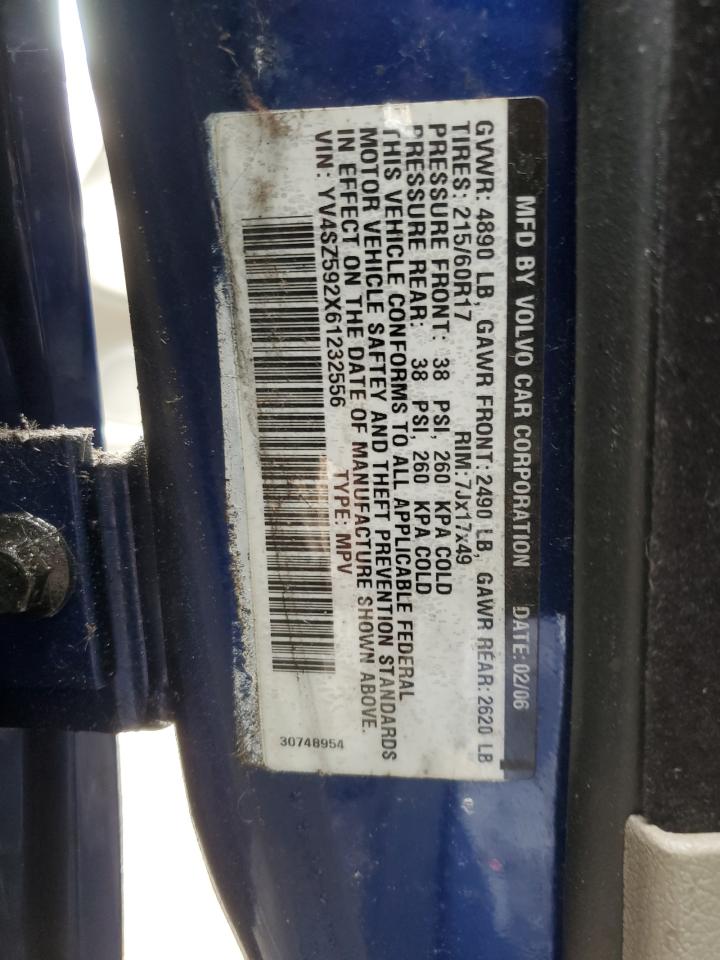 MFD BY VOLVO CAR CORPORATION DATE: 02/06
GVWR: 4890 LB, GAWR FRONT: 2490 LB, GAWR REAR: 2620 LB
TIRES: 215/60R17 RIM: 7Jx17x49
PRESSURE FRONT: 38 PSI, 260 KPA COLD
PRESSURE REAR: 38 PSI, 260 KPA COLD
THIS VEHICLE CONFORMS TO ALL APPLICABLE FEDERAL
MOTOR VEHICLE SAFTEY AND THEFT PREVENTION STANDARDS
IN EFFECT ON THE DATE OF MANUFACTURE SHOWN ABOVE.
VIN: YV4SZ592X61232556 TYPE: MPV
30748954